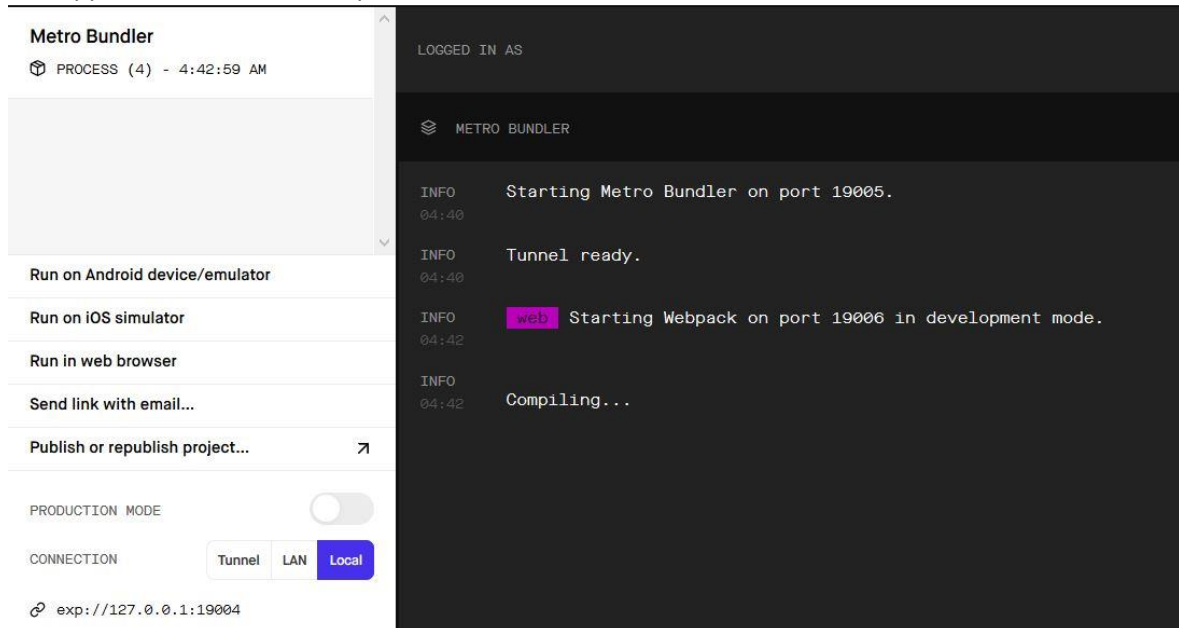 Metro Bundler
PROCESS (4) - 4:42:59 AM
Run on Android device/emulator
Run on iOS simulator
Run in web browser
Send link with email...
Publish or republish project...
PRODUCTION MODE
CONNECTION Tunnel LAN Local
exp://127.0.0.1:19004
LOGGED IN AS
METRO BUNDLER
INFO Starting Metro Bundler on port 19005.
04:40
INFO Tunnel ready.
04:40
INFO web Starting Webpack on port 19006 in development mode.
04:42
INFO
04:42 Compiling...